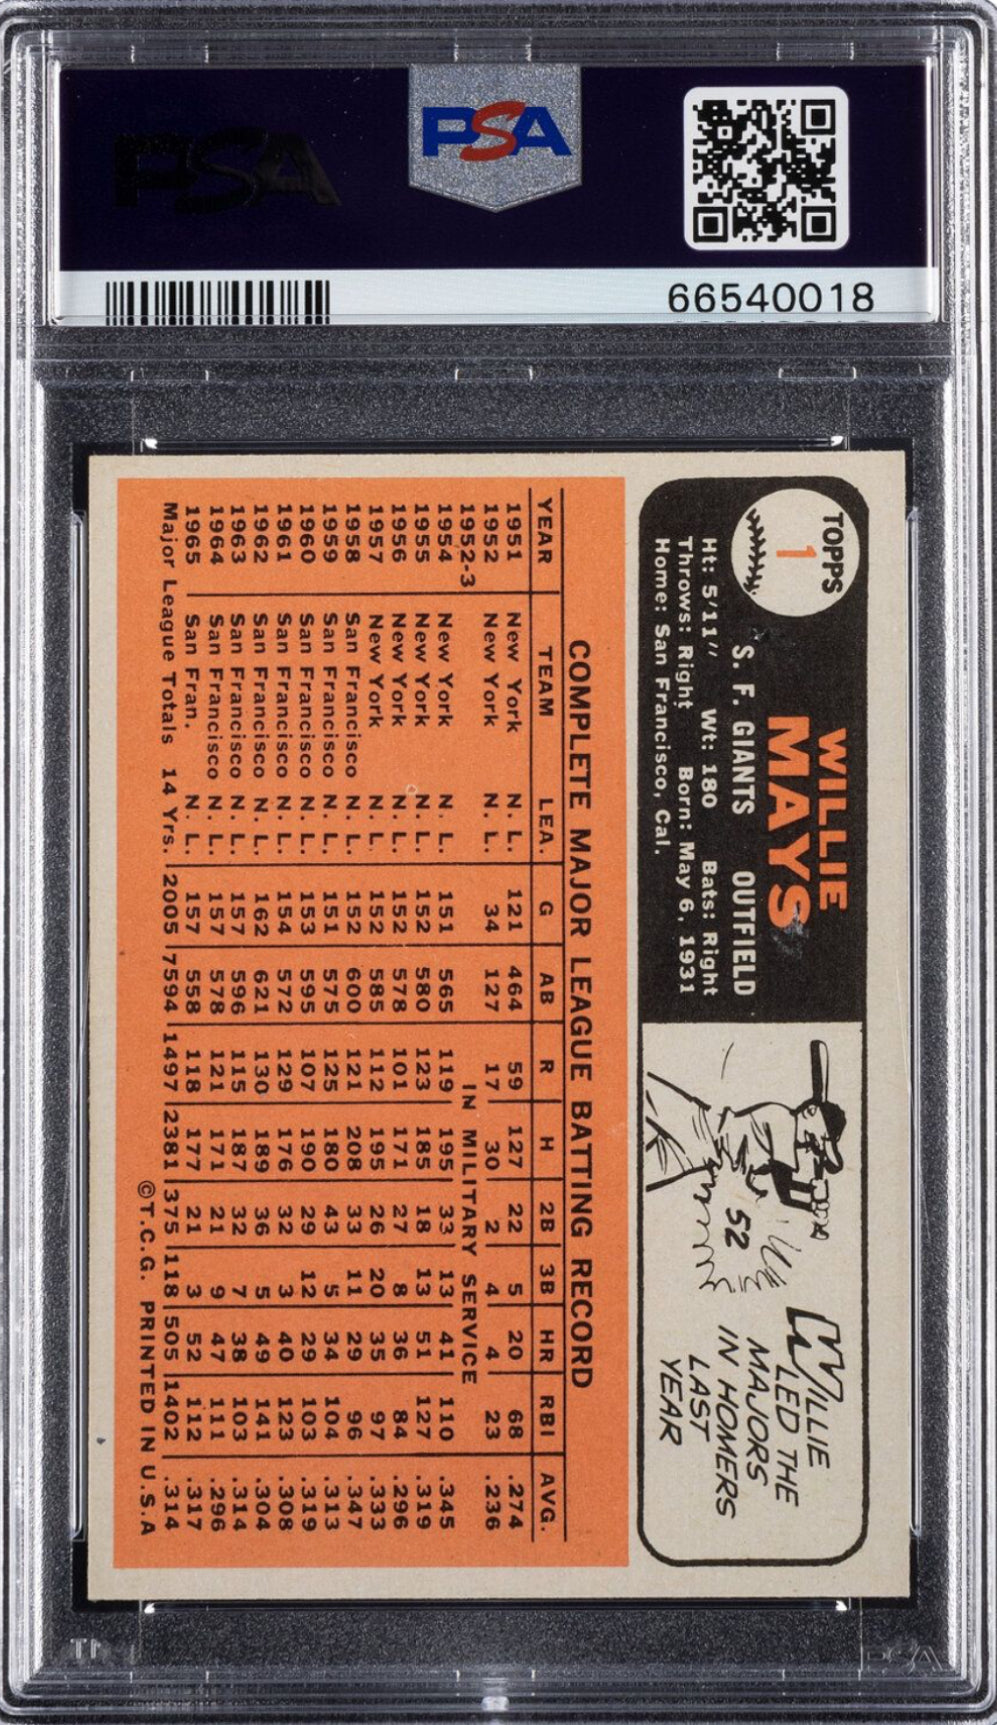 PSA
PSA
66540018
TOPPS
1
WILLIE
MAYS
S. F. GIANTS OUTFIELD
Ht: 5'11" Wt: 180 Bats: Right
Throws: Right Born: May 6, 1931
Home: San Francisco, Cal.
52
WILLIE
LED THE
MAJORS
IN HOMERS
LAST
YEAR
COMPLETE MAJOR LEAGUE BATTING RECORD
YEAR TEAM LEA. G AB R H 2B 3B HR RBI AVG.
1951 New York N. L. 121 464 59 127 22 5 20 68 .274
1952 New York N. L. 34 127 17 30 2 4 4 23 .236
1952-3 IN MILITARY SERVICE
1954 New York N. L. 151 565 119 195 33 13 41 110 .345
1955 New York N. L. 152 580 123 185 18 13 51 127 .319
1956 New York N. L. 152 578 101 171 27 8 36 84 .296
1957 New York N. L. 152 585 112 195 26 20 35 97 .333
1958 San Francisco N. L. 152 600 121 208 33 11 29 96 .347
1959 San Francisco N. L. 151 575 125 180 43 5 34 104 .313
1960 San Francisco N. L. 153 595 107 190 29 12 29 103 .319
1961 San Francisco N. L. 154 572 129 176 32 3 40 123 .308
1962 San Francisco N. L. 162 621 130 189 36 5 49 141 .304
1963 San Francisco N. L. 157 596 115 187 32 7 38 103 .314
1964 San Francisco N. L. 157 578 121 171 21 9 47 111 .296
1965 San Fran. N. L. 157 558 118 177 21 3 52 112 .317
Major League Totals 14 Yrs. 2005 7594 1497 2381 375 118 505 1402 .314
©T.C.G. PRINTED IN U.S.A
PSA